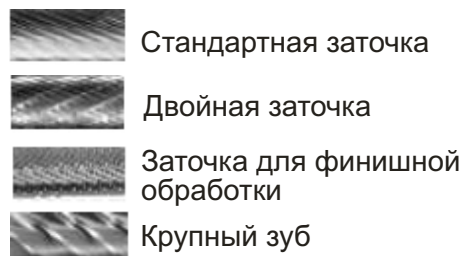 Стандартная заточка
Двойная заточка
Заточка для финишной
обработки
Крупный зуб